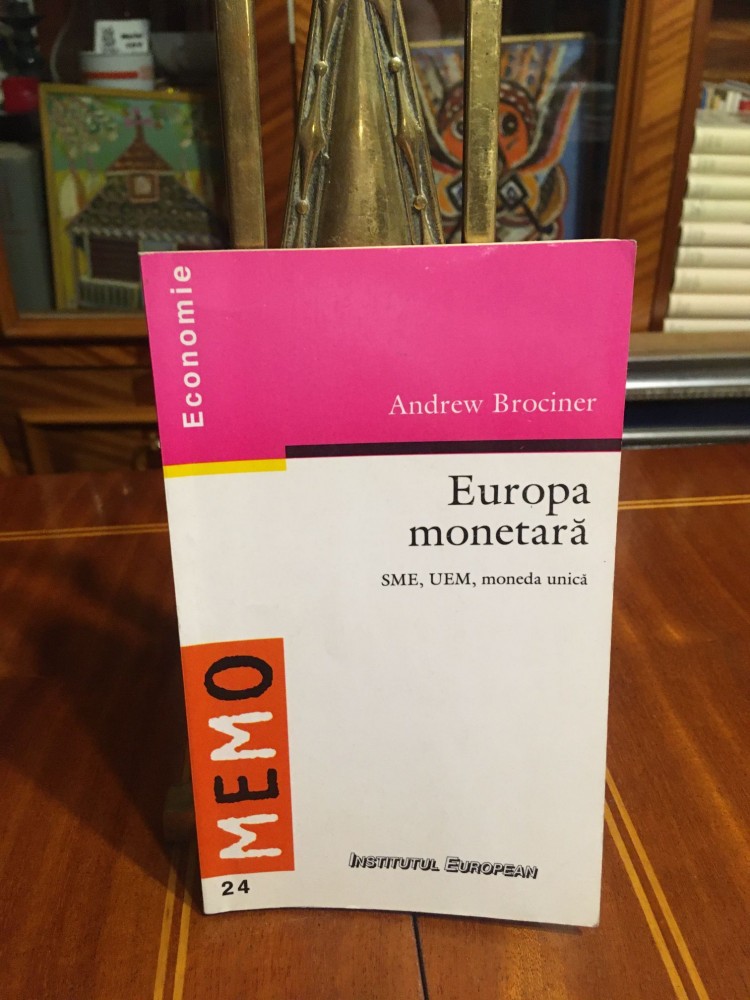 Economie
Andrew Brociner
Europa
monetară
SME, UEM, moneda unică
MEMO
24
INSTITUTUL EUROPEAN